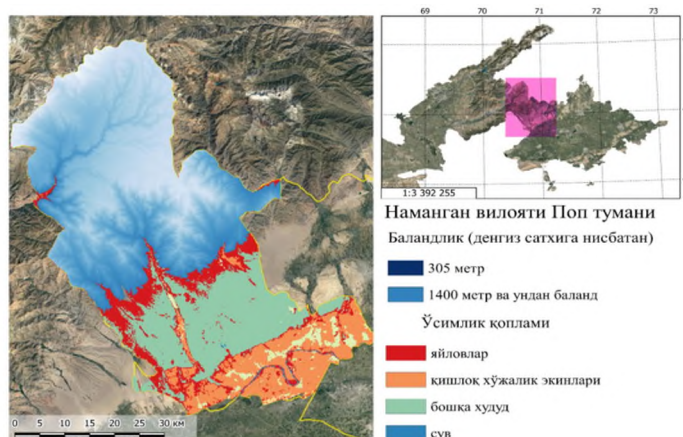 69 70 71 72 73
1:3 392 255
Наманган вилояти Поп тумани
Баландлик (денгиз сатхига нисбатан)
305 метр
1400 метр ва ундан баланд
Ўсимлик қоплами
яйловлар
қишлоқ хўжалик экинлари
бошқа худуд
сув
0 5 10 15 20 25 30 км